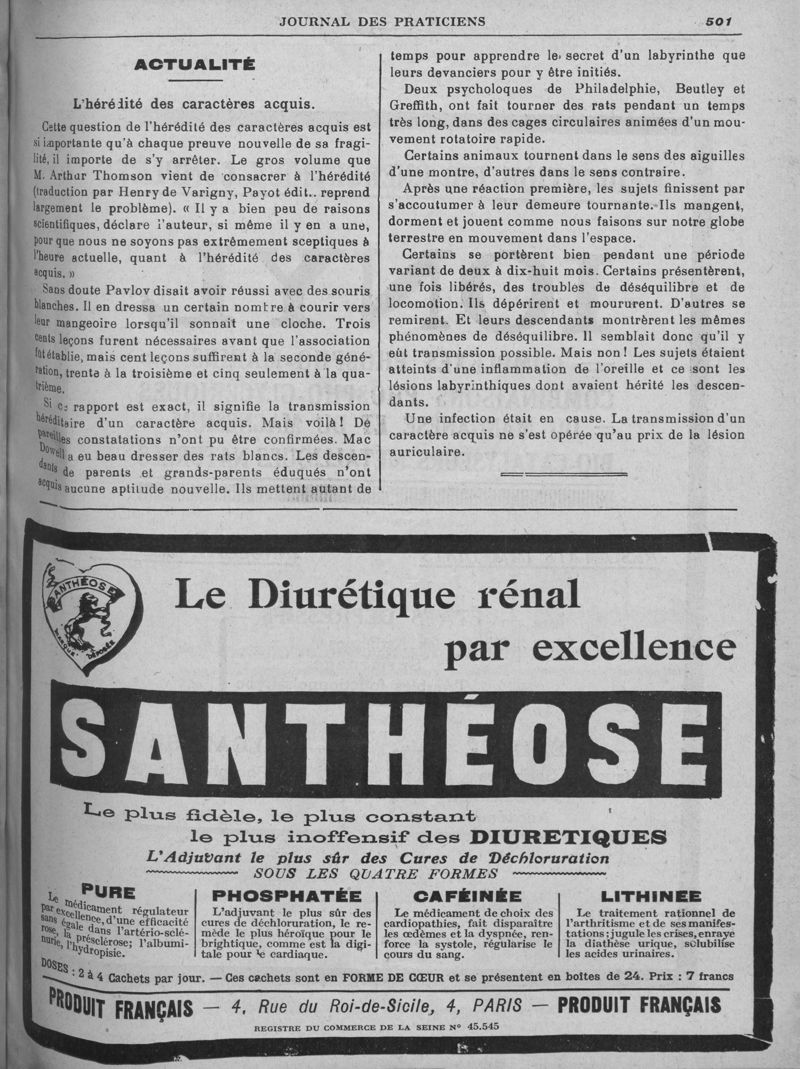 JOURNAL DES PRATICIENS 501
ACTUALITÉ
L'hérédité des caractères acquis.
Cette question de l'hérédité des caractères acquis est
si importante qu'à chaque preuve nouvelle de sa fragi-
lité, il importe de s'y arrêter. Le gros volume que
M. Arthur Thomson vient de consacrer à l'hérédité
(traduction par Henry de Varigny, Payot édit.. reprend
largement le problème). « Il y a bien peu de raisons
scientifiques, déclare l'auteur, si même il y en a une,
pour que nous ne soyons pas extrêmement sceptiques à
l'heure actuelle, quant à l'hérédité des caractères
acquis. »
Sans doute Pavlov disait avoir réussi avec des souris
blanches. Il en dressa un certain nombre à courir vers
leur mangeoire lorsqu'il sonnait une cloche. Trois
cents leçons furent nécessaires avant que l'association
fût établie, mais cent leçons suffirent à la seconde géné-
ration, trente à la troisième et cinq seulement à la qua-
trième.
Si ce rapport est exact, il signifie la transmission
héréditaire d'un caractère acquis. Mais voilà! De
pareilles constatations n'ont pu être confirmées. Mac
Dowell a eu beau dresser des rats blancs. Les descen-
dants de parents et grands-parents éduqués n'ont
acquis aucune aptitude nouvelle. Ils mettent autant de
temps pour apprendre le secret d'un labyrinthe que
leurs devanciers pour y être initiés.
Deux psycholoques de Philadelphie, Beutley et
Greffith, ont fait tourner des rats pendant un temps
très long, dans des cages circulaires animées d'un mou-
vement rotatoire rapide.
Certains animaux tournent dans le sens des aiguilles
d'une montre, d'autres dans le sens contraire.
Après une réaction première, les sujets finissent par
s'accoutumer à leur demeure tournante. Ils mangent,
dorment et jouent comme nous faisons sur notre globe
terrestre en mouvement dans l'espace.
Certains se portèrent bien pendant une période
variant de deux à dix-huit mois. Certains présentèrent,
une fois libérés, des troubles de déséquilibre et de
locomotion. Ils dépérirent et moururent. D'autres se
remirent. Et leurs descendants montrèrent les mêmes
phénomènes de déséquilibre. Il semblait donc qu'il y
eût transmission possible. Mais non! Les sujets étaient
atteints d'une inflammation de l'oreille et ce sont les
lésions labyrinthiques dont avaient hérité les descen-
dants.
Une infection était en cause. La transmission d'un
caractère acquis ne s'est opérée qu'au prix de la lésion
auriculaire.
SANTHÉOSE
MARQUE DÉPOSÉE
Le Diurétique rénal
par excellence
SANTHÉOSE
Le plus fidèle, le plus constant
le plus inoffensif des DIURETIQUES
L'Adjuvant le plus sûr des Cures de Déchloruration
SOUS LES QUATRE FORMES
PURE
Le médicament régulateur
par excellence, d'une efficacité
sans égale dans l'artério-sclé-
rose, la présclérose; l'albumi-
nurie, l'hydropisie.
PHOSPHATÉE
L'adjuvant le plus sûr des
cures de déchloruration, le re-
mède le plus héroïque pour le
brightique, comme est la digi-
tale pour le cardiaque.
CAFÉINÉE
Le médicament de choix des
cardiopathies, fait disparaître
les œdèmes et la dyspnée, ren-
force la systole, régularise le
cours du sang.
LITHINEE
Le traitement rationnel de
l'arthritisme et de ses manifes-
tations; jugule les crises, enraye
la diathèse urique, solubilise
les acides urinaires.
DOSES : 2 à 4 Cachets par jour. — Ces cachets sont en FORME DE CŒUR et se présentent en boîtes de 24. Prix : 7 francs
PRODUIT FRANÇAIS — 4, Rue du Roi-de-Sicile, 4, PARIS — PRODUIT FRANÇAIS
REGISTRE DU COMMERCE DE LA SEINE N° 45.545